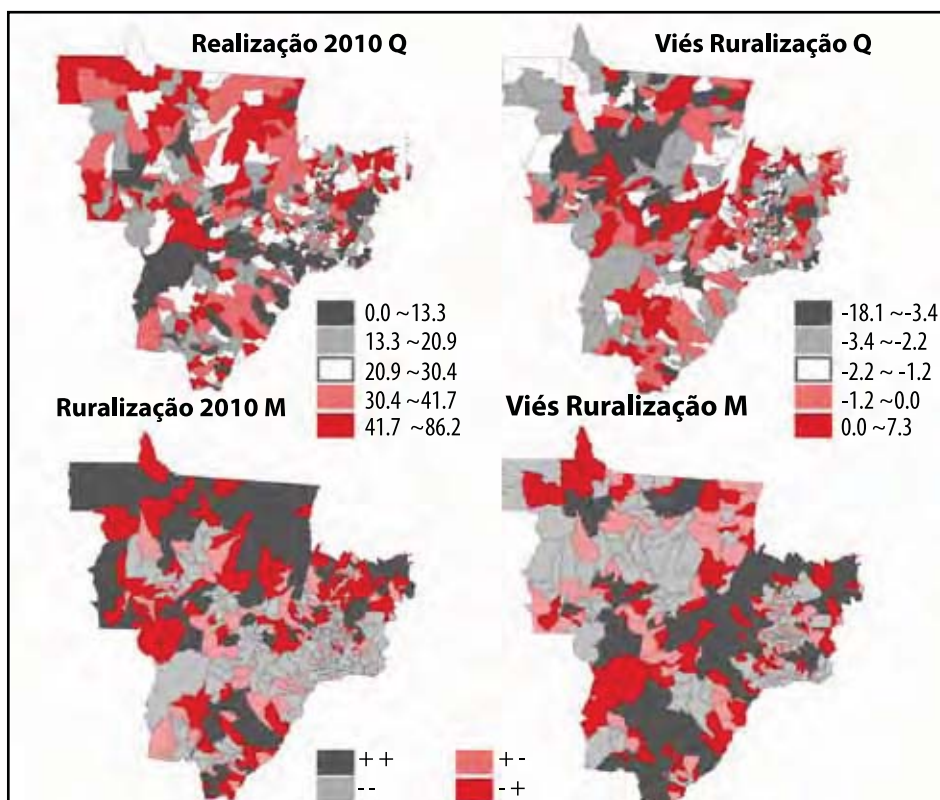 Realização 2010 Q
Viés Ruralização Q
0.0 ~13.3
13.3 ~20.9
20.9 ~30.4
30.4 ~41.7
41.7 ~86.2
-18.1 ~-3.4
-3.4 ~-2.2
-2.2 ~ -1.2
-1.2 ~0.0
0.0 ~7.3
Ruralização 2010 M
Viés Ruralização M
+ +
- -
+ -
- +